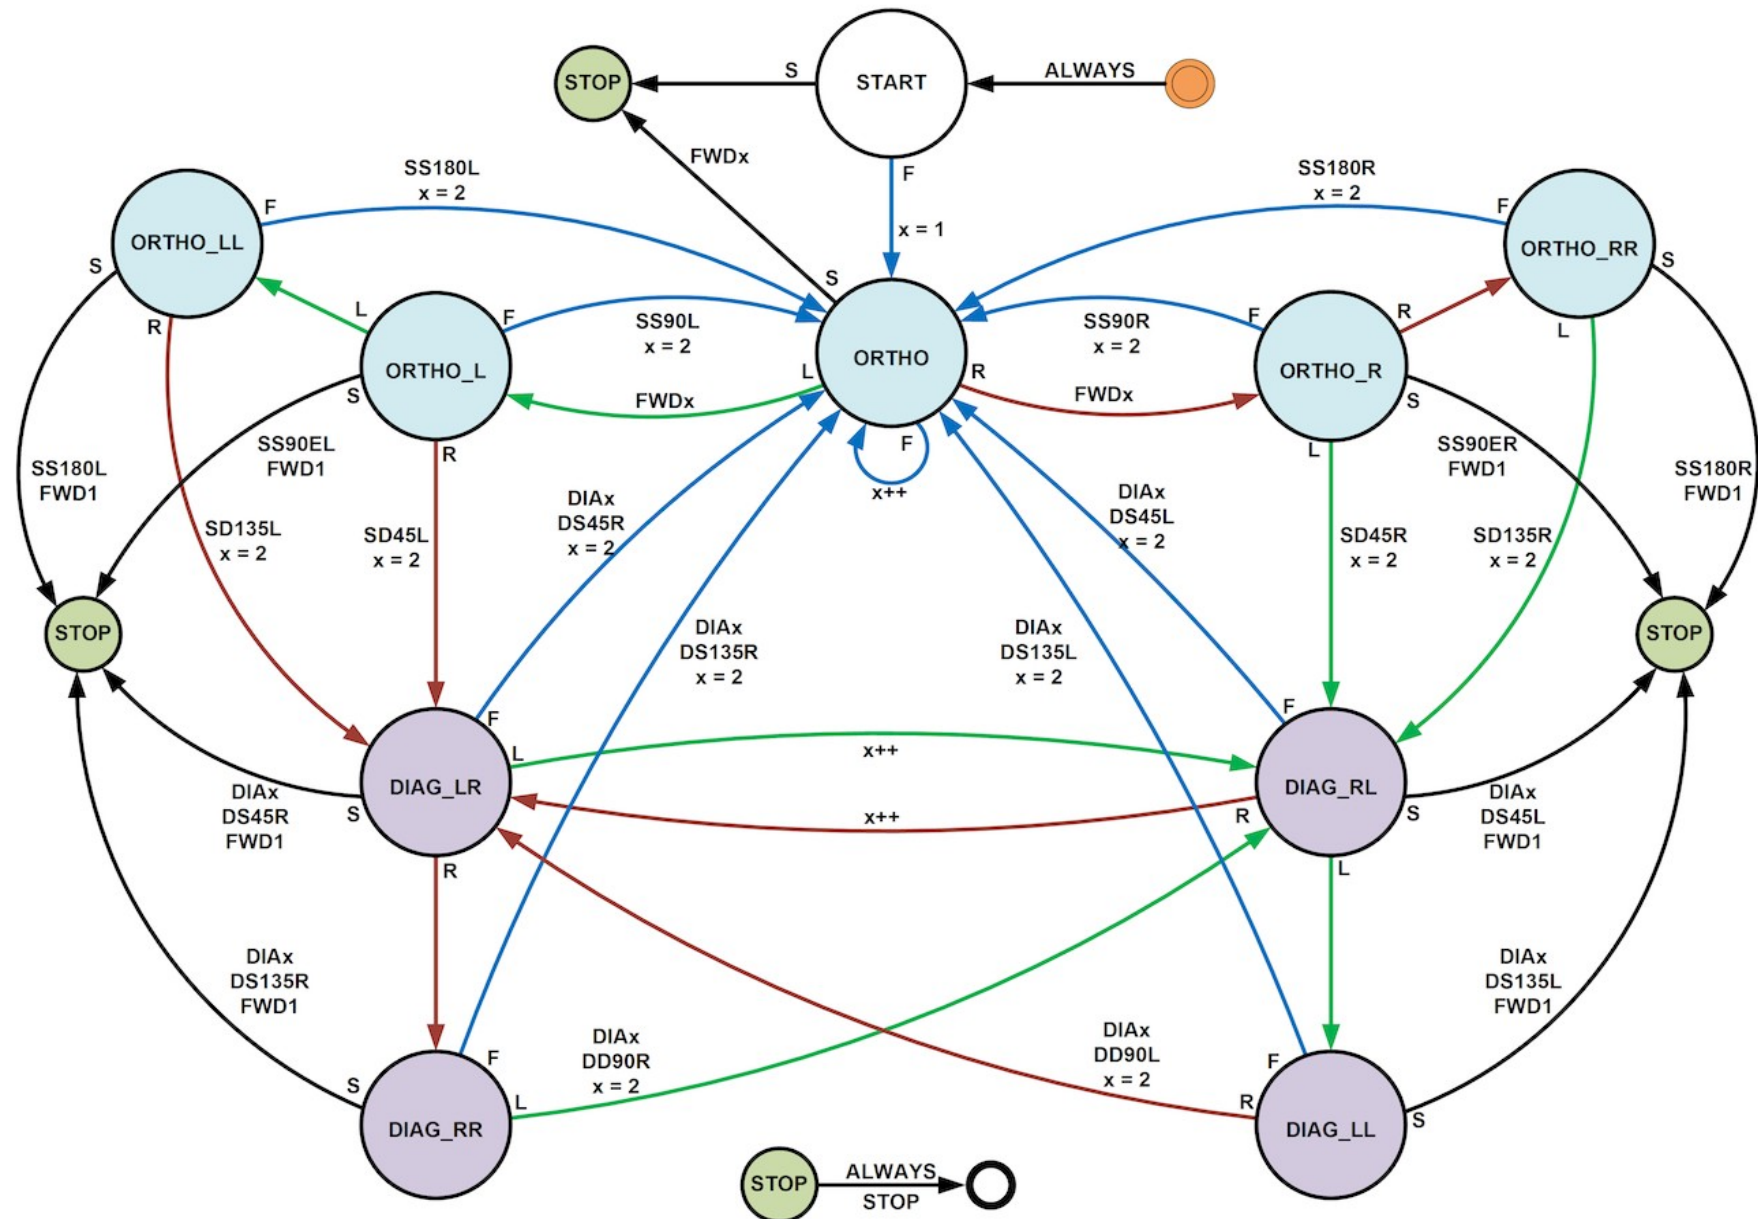 STOP
S
START
ALWAYS
FWDx
F
x = 1
SS180L
x = 2
F
ORTHO_LL
S
R
L
SS180R
x = 2
F
ORTHO_RR
S
L
R
S
F
SS90L
x = 2
ORTHO_L
S
R
L
FWDx
ORTHO
R
FWDx
F
x++
F
SS90R
x = 2
ORTHO_R
S
L
SS180L
FWD1
SS90EL
FWD1
SD135L
x = 2
SD45L
x = 2
DIAx
DS45R
x = 2
DIAx
DS45L
x = 2
SD45R
x = 2
SS90ER
FWD1
SD135R
x = 2
SS180R
FWD1
STOP
DIAx
DS135R
x = 2
DIAx
DS135L
x = 2
STOP
F
L
DIAG_LR
S
R
x++
x++
F
DIAG_RL
R
S
L
DIAx
DS45R
FWD1
DIAx
DS45L
FWD1
DIAx
DS135R
FWD1
DIAx
DS135L
FWD1
S
F
L
DIAG_RR
DIAx
DD90R
x = 2
DIAx
DD90L
x = 2
F
R
DIAG_LL
S
STOP
ALWAYS
STOP